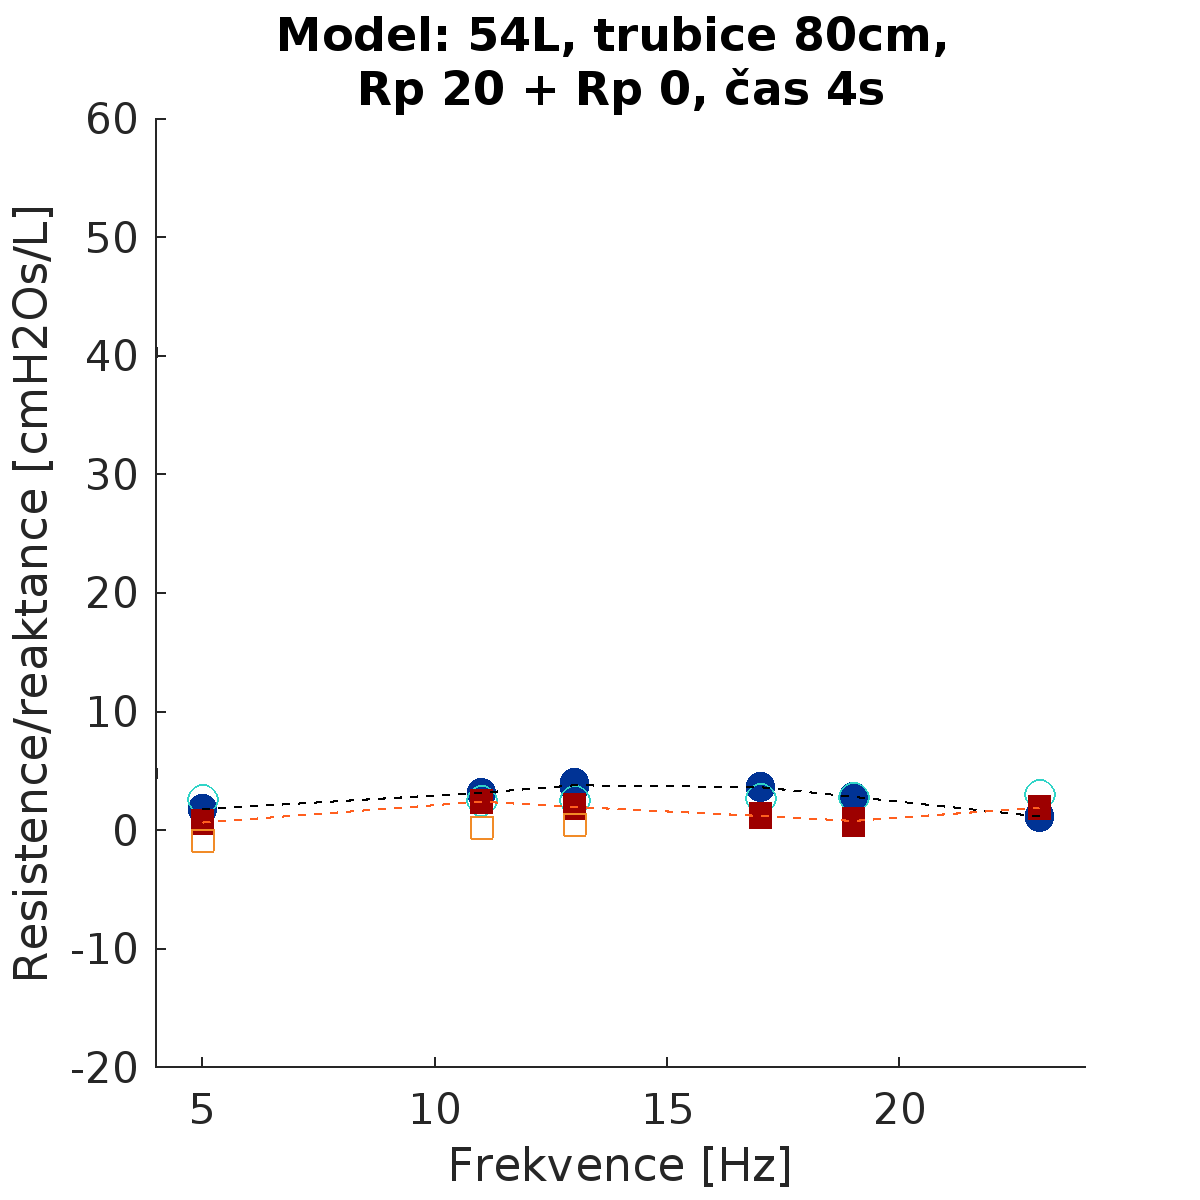 Model: 54L, trubice 80cm,
Rp 20 + Rp 0, čas 4s
60
50
40
30
20
10
0
-10
-20
Resistence/reaktance [cmH2Os/L]
5 10 15 20
Frekvence [Hz]